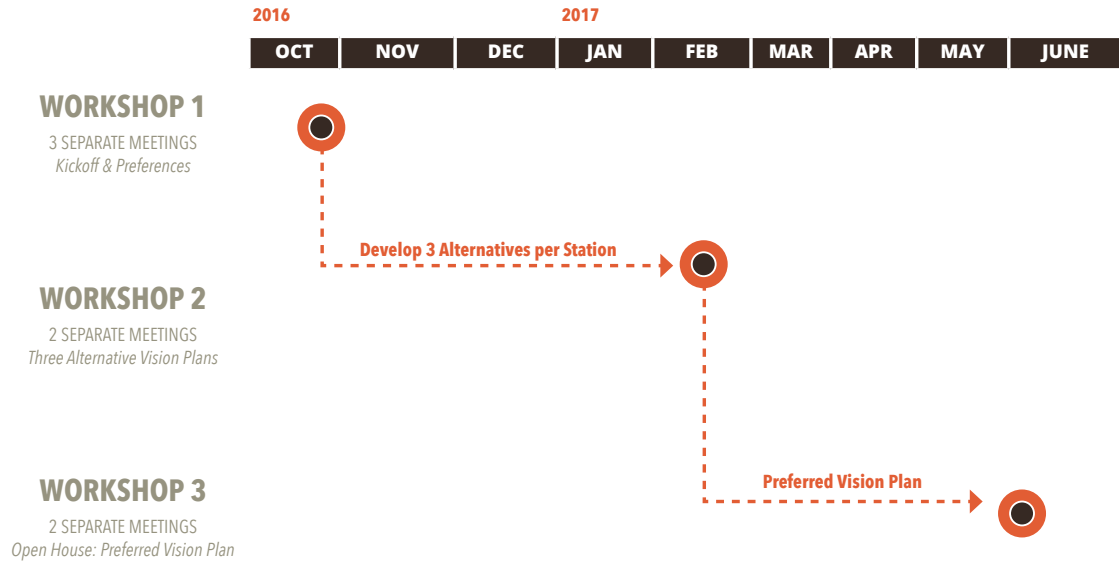 2016 2017
OCT NOV DEC JAN FEB MAR APR MAY JUNE
WORKSHOP 1
3 SEPARATE MEETINGS
Kickoff & Preferences
Develop 3 Alternatives per Station
WORKSHOP 2
2 SEPARATE MEETINGS
Three Alternative Vision Plans
Preferred Vision Plan
WORKSHOP 3
2 SEPARATE MEETINGS
Open House: Preferred Vision Plan